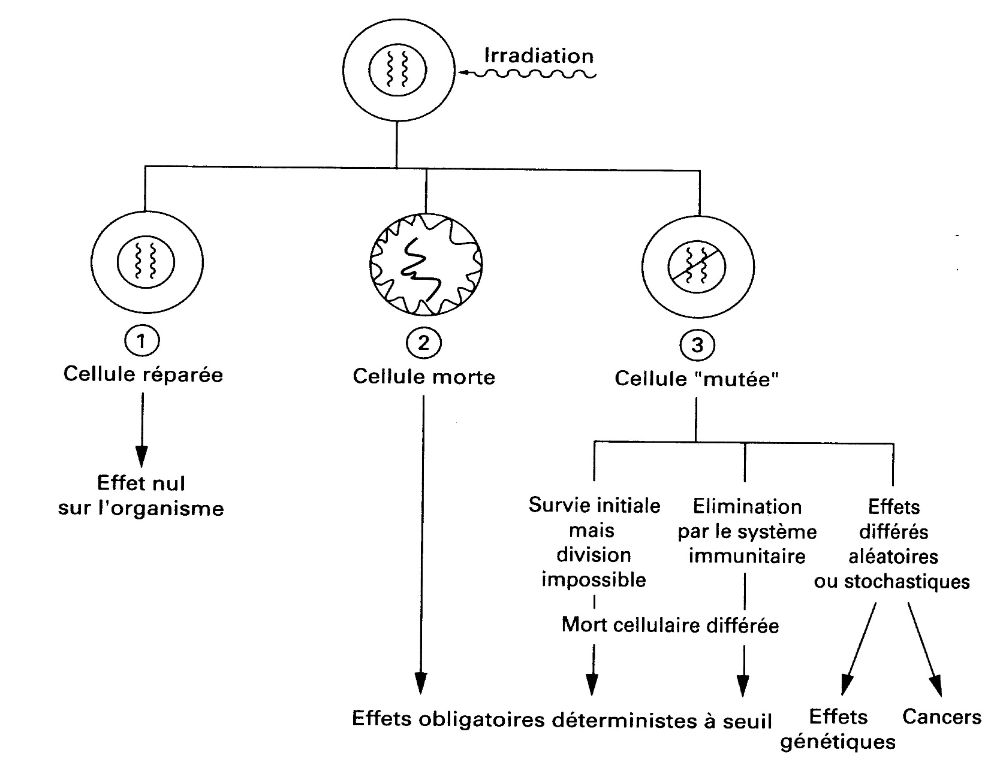 Irradiation
1
Cellule réparée
Effet nul
sur l'organisme
2
Cellule morte
3
Cellule "mutée"
Survie initiale
mais
division
impossible
Elimination
par le système
immunitaire
Mort cellulaire différée
Effets
différés
aléatoires
ou stochastiques
Effets obligatoires déterministes à seuil
Effets
génétiques
Cancers